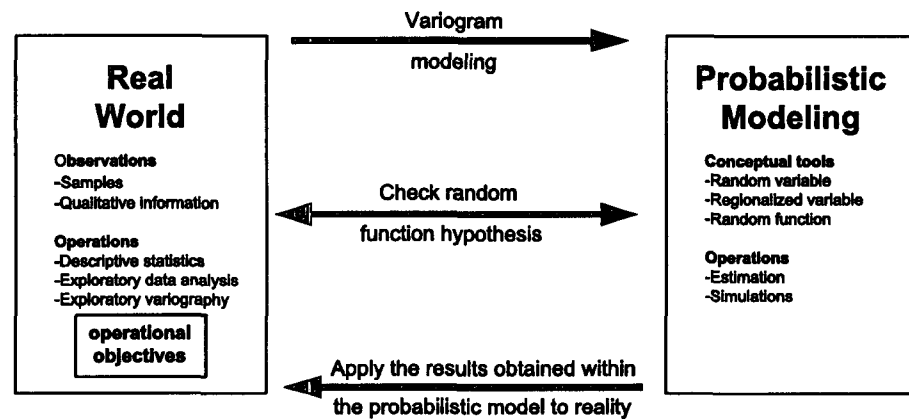 Real
World
Observations
-Samples
-Qualitative information
Operations
-Descriptive statistics
-Exploratory data analysis
-Exploratory variography
operational
objectives
Variogram
modeling
Check random
function hypothesis
Apply the results obtained within
the probabilistic model to reality
Probabilistic
Modeling
Conceptual tools
-Random variable
-Regionalized variable
-Random function
Operations
-Estimation
-Simulations